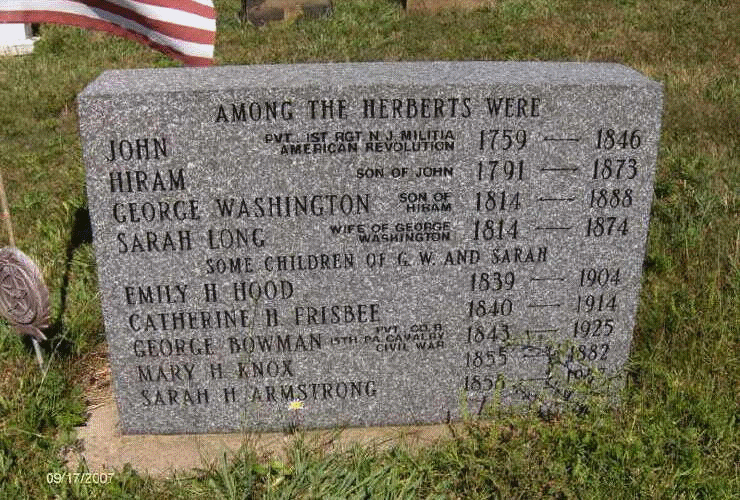 AMONG THE HERBERTS WERE
JOHN PVT. 1ST RGT N J MILITIA AMERICAN REVOLUTION 1759 — 1846
HIRAM SON OF JOHN 1791 — 1873
GEORGE WASHINGTON SON OF HIRAM 1814 — 1888
SARAH LONG WIFE OF GEORGE WASHINGTON 1814 — 1874
SOME CHILDREN OF G. W. AND SARAH
EMILY H HOOD 1839 — 1904
CATHERINE H FRISBEE 1840 — 1914
GEORGE BOWMAN PVT. CO. 15TH PA CAVALRY CIVIL WAR 1843 — 1925
MARY H KNOX 1855 — 1882
SARAH H ARMSTRONG
09/17/2007